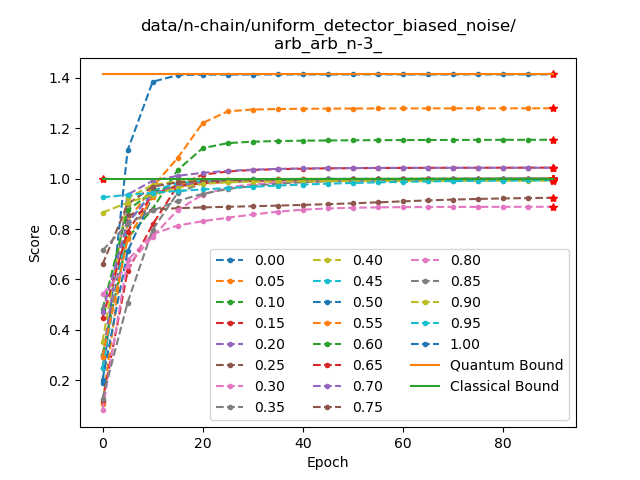 data/n-chain/uniform_detector_biased_noise/
arb_arb_n-3_
Score
1.4
1.2
1.0
0.8
0.6
0.4
0.2
0.00 0.40 0.80
0.05 0.45 0.85
0.10 0.50 0.90
0.15 0.55 0.95
0.20 0.60 1.00
0.25 0.65 Quantum Bound
0.30 0.70 Classical Bound
0.35 0.75
0 20 40 60 80
Epoch